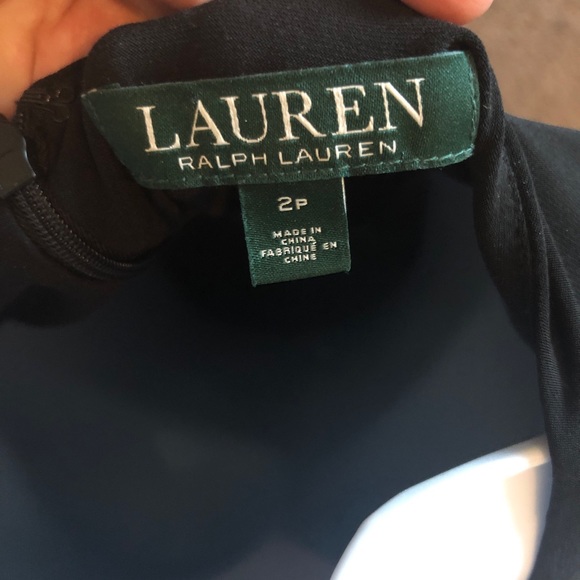 LAUREN
RALPH LAUREN
2P
MADE IN
CHINA
FABRIQUÉ EN
CHINE